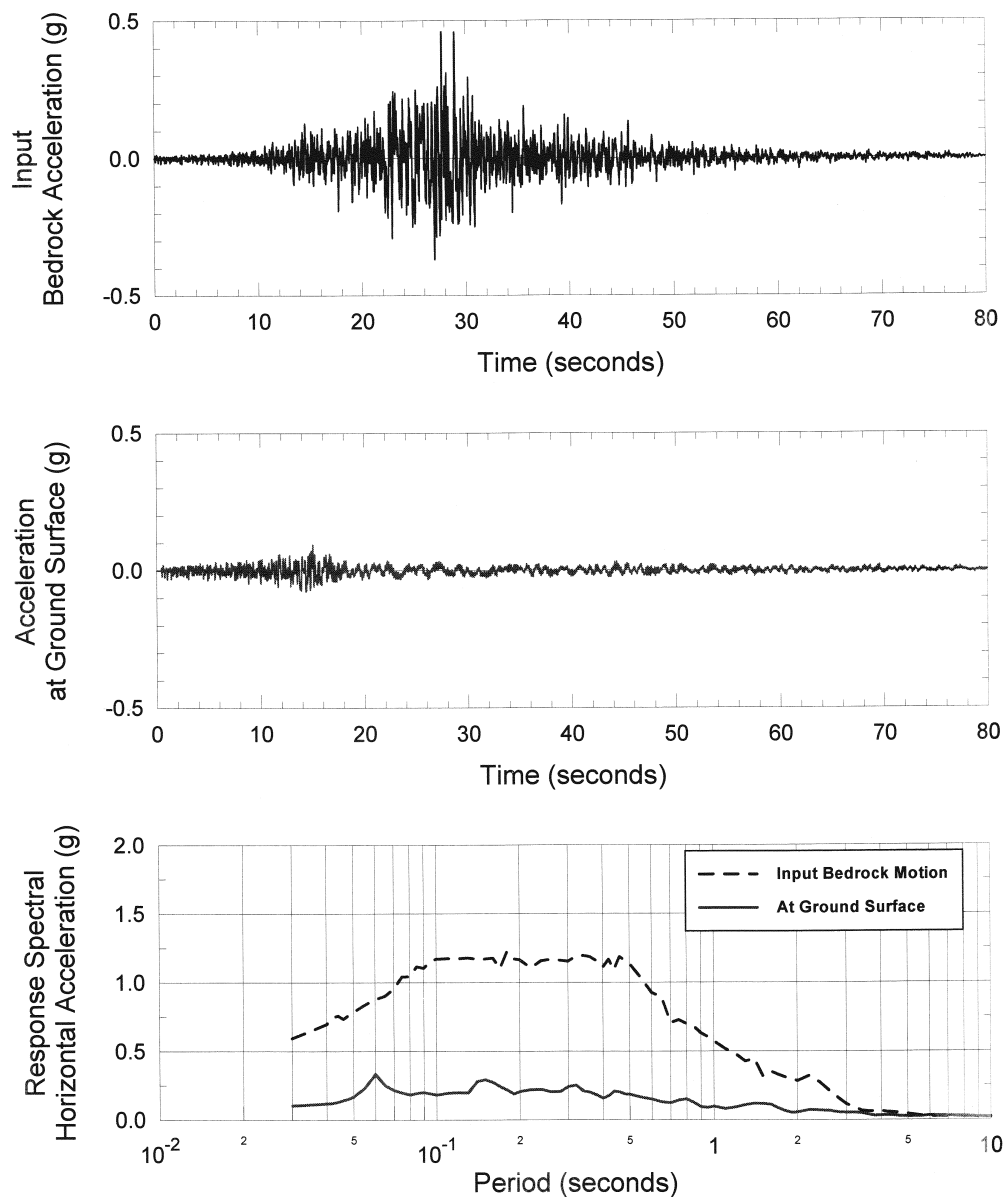 Input
Bedrock Acceleration (g)
0.5
0.0
-0.5
0 10 20 30 40 50 60 70 80
Time (seconds)
Acceleration
at Ground Surface (g)
0.5
0.0
-0.5
0 10 20 30 40 50 60 70 80
Time (seconds)
Response Spectral
Horizontal Acceleration (g)
2.0
1.5
1.0
0.5
0.0
Input Bedrock Motion
At Ground Surface
10-2 2 5 10-1 2 5 1 2 5 10
Period (seconds)